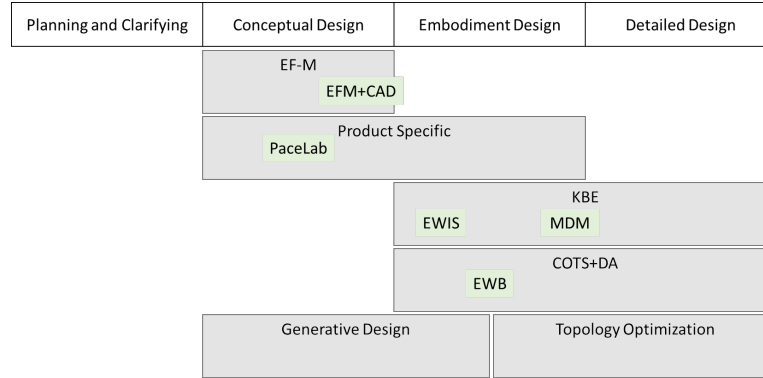 Planning and Clarifying
Conceptual Design
Embodiment Design
Detailed Design
EF-M
EFM+CAD
Product Specific
PaceLab
KBE
EWIS
MDM
COTS+DA
EWB
Generative Design
Topology Optimization